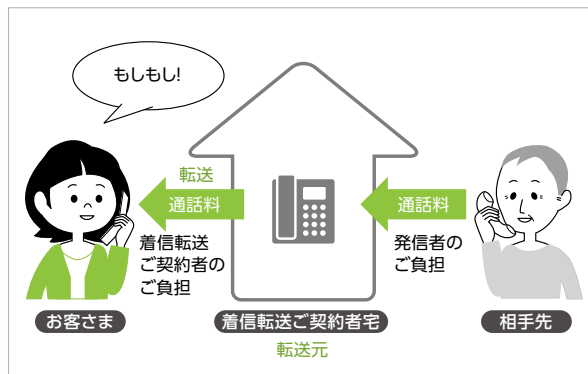 もしもし!
転送
通話料
着信転送
ご契約者の
ご負担
通話料
発信者の
ご負担
お客さま
着信転送ご契約者宅
相手先
転送元